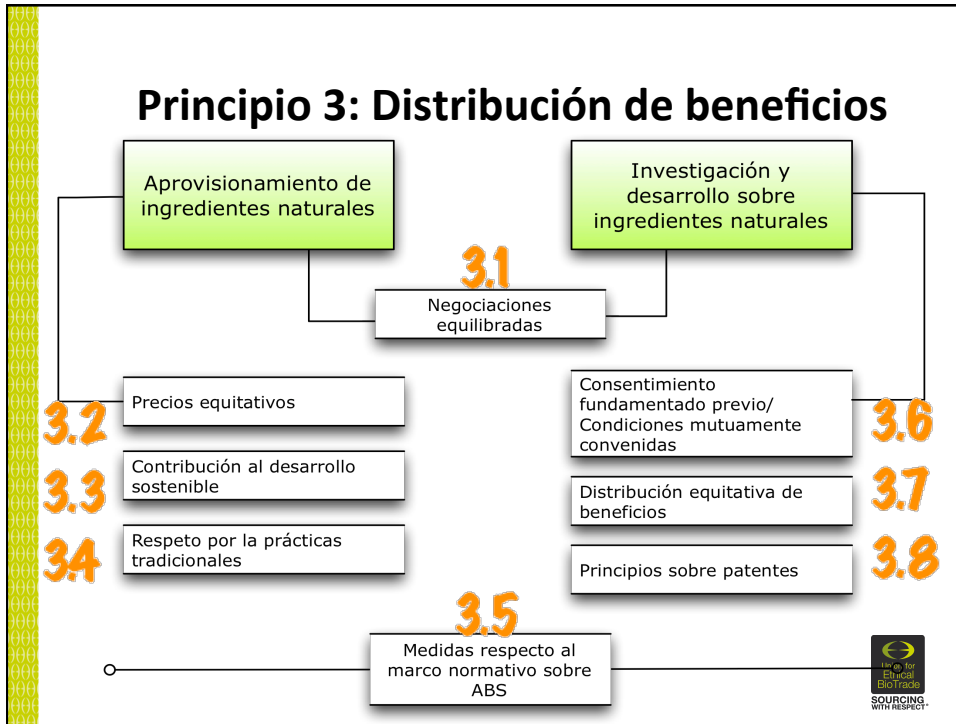 Principio 3: Distribución de beneficios
Aprovisionamiento de
ingredientes naturales
Investigación y
desarrollo sobre
ingredientes naturales
3.1
Negociaciones
equilibradas
3.2
Precios equitativos
3.3
Contribución al desarrollo
sostenible
3.4
Respeto por la prácticas
tradicionales
Consentimiento
fundamentado previo/
Condiciones mutuamente
convenidas
3.6
Distribución equitativa de
beneficios
3.7
Principios sobre patentes
3.8
3.5
Medidas respecto al
marco normativo sobre
ABS
Union for
Ethical
BioTrade
SOURCING
WITH RESPECT°